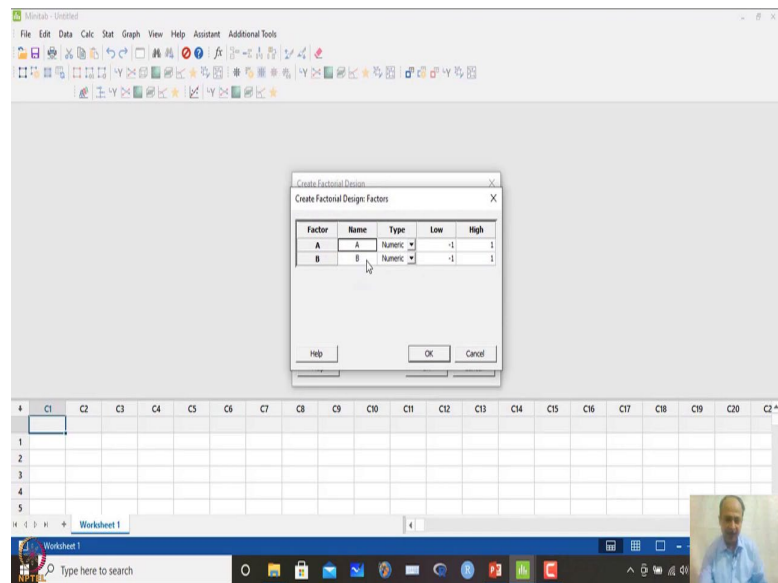 Minitab - Untitled
File Edit Data Calc Stat Graph View Help Assistant Additional Tools
Create Factorial Design
Create Factorial Design: Factors
Factor Name Type Low High
A A Numeric -1 1
B B Numeric -1 1
Help OK Cancel
C1 C2 C3 C4 C5 C6 C7 C8 C9 C10 C11 C12 C13 C14 C15 C16 C17 C18 C19 C20
1
2
3
4
5
Worksheet 1
Worksheet 1
Type here to search
NPTEL